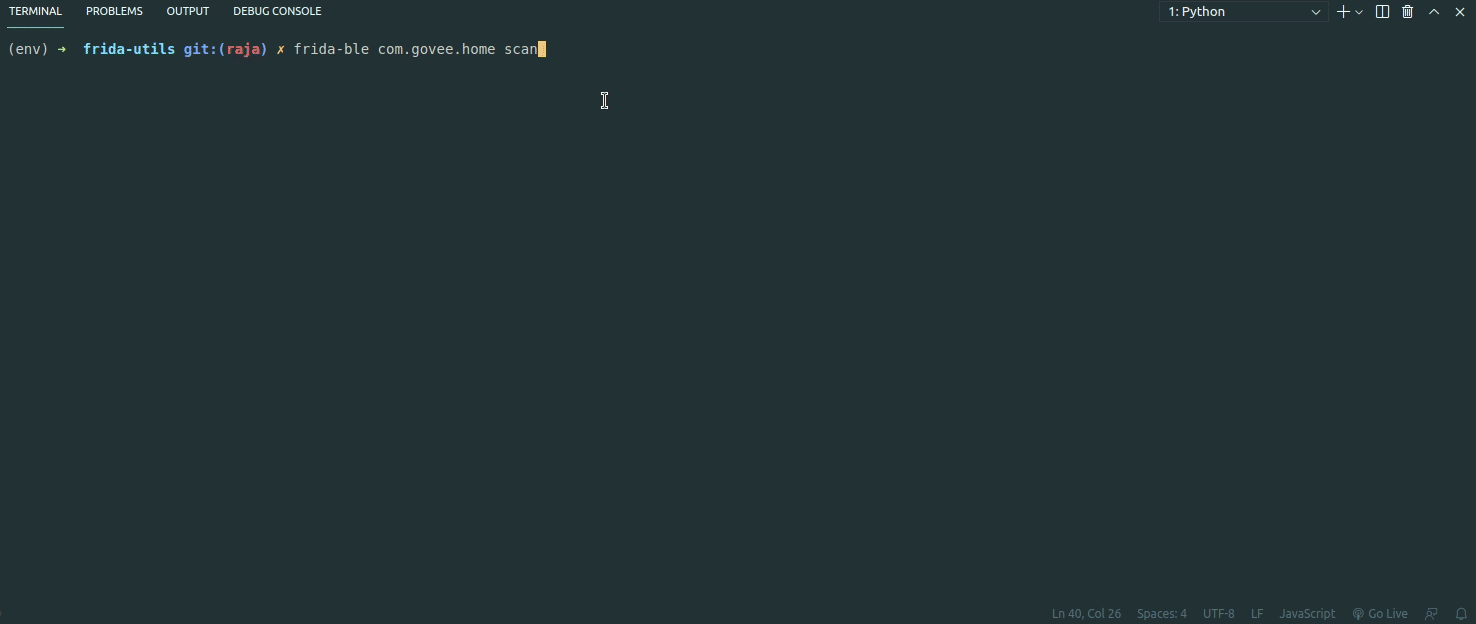 TERMINAL PROBLEMS OUTPUT DEBUG CONSOLE 1: Python
(env) ➜ frida-utils git:(raja) ✗ frida-ble com.govee.home scan
Ln 40, Col 26 Spaces: 4 UTF-8 LF JavaScript Go Live